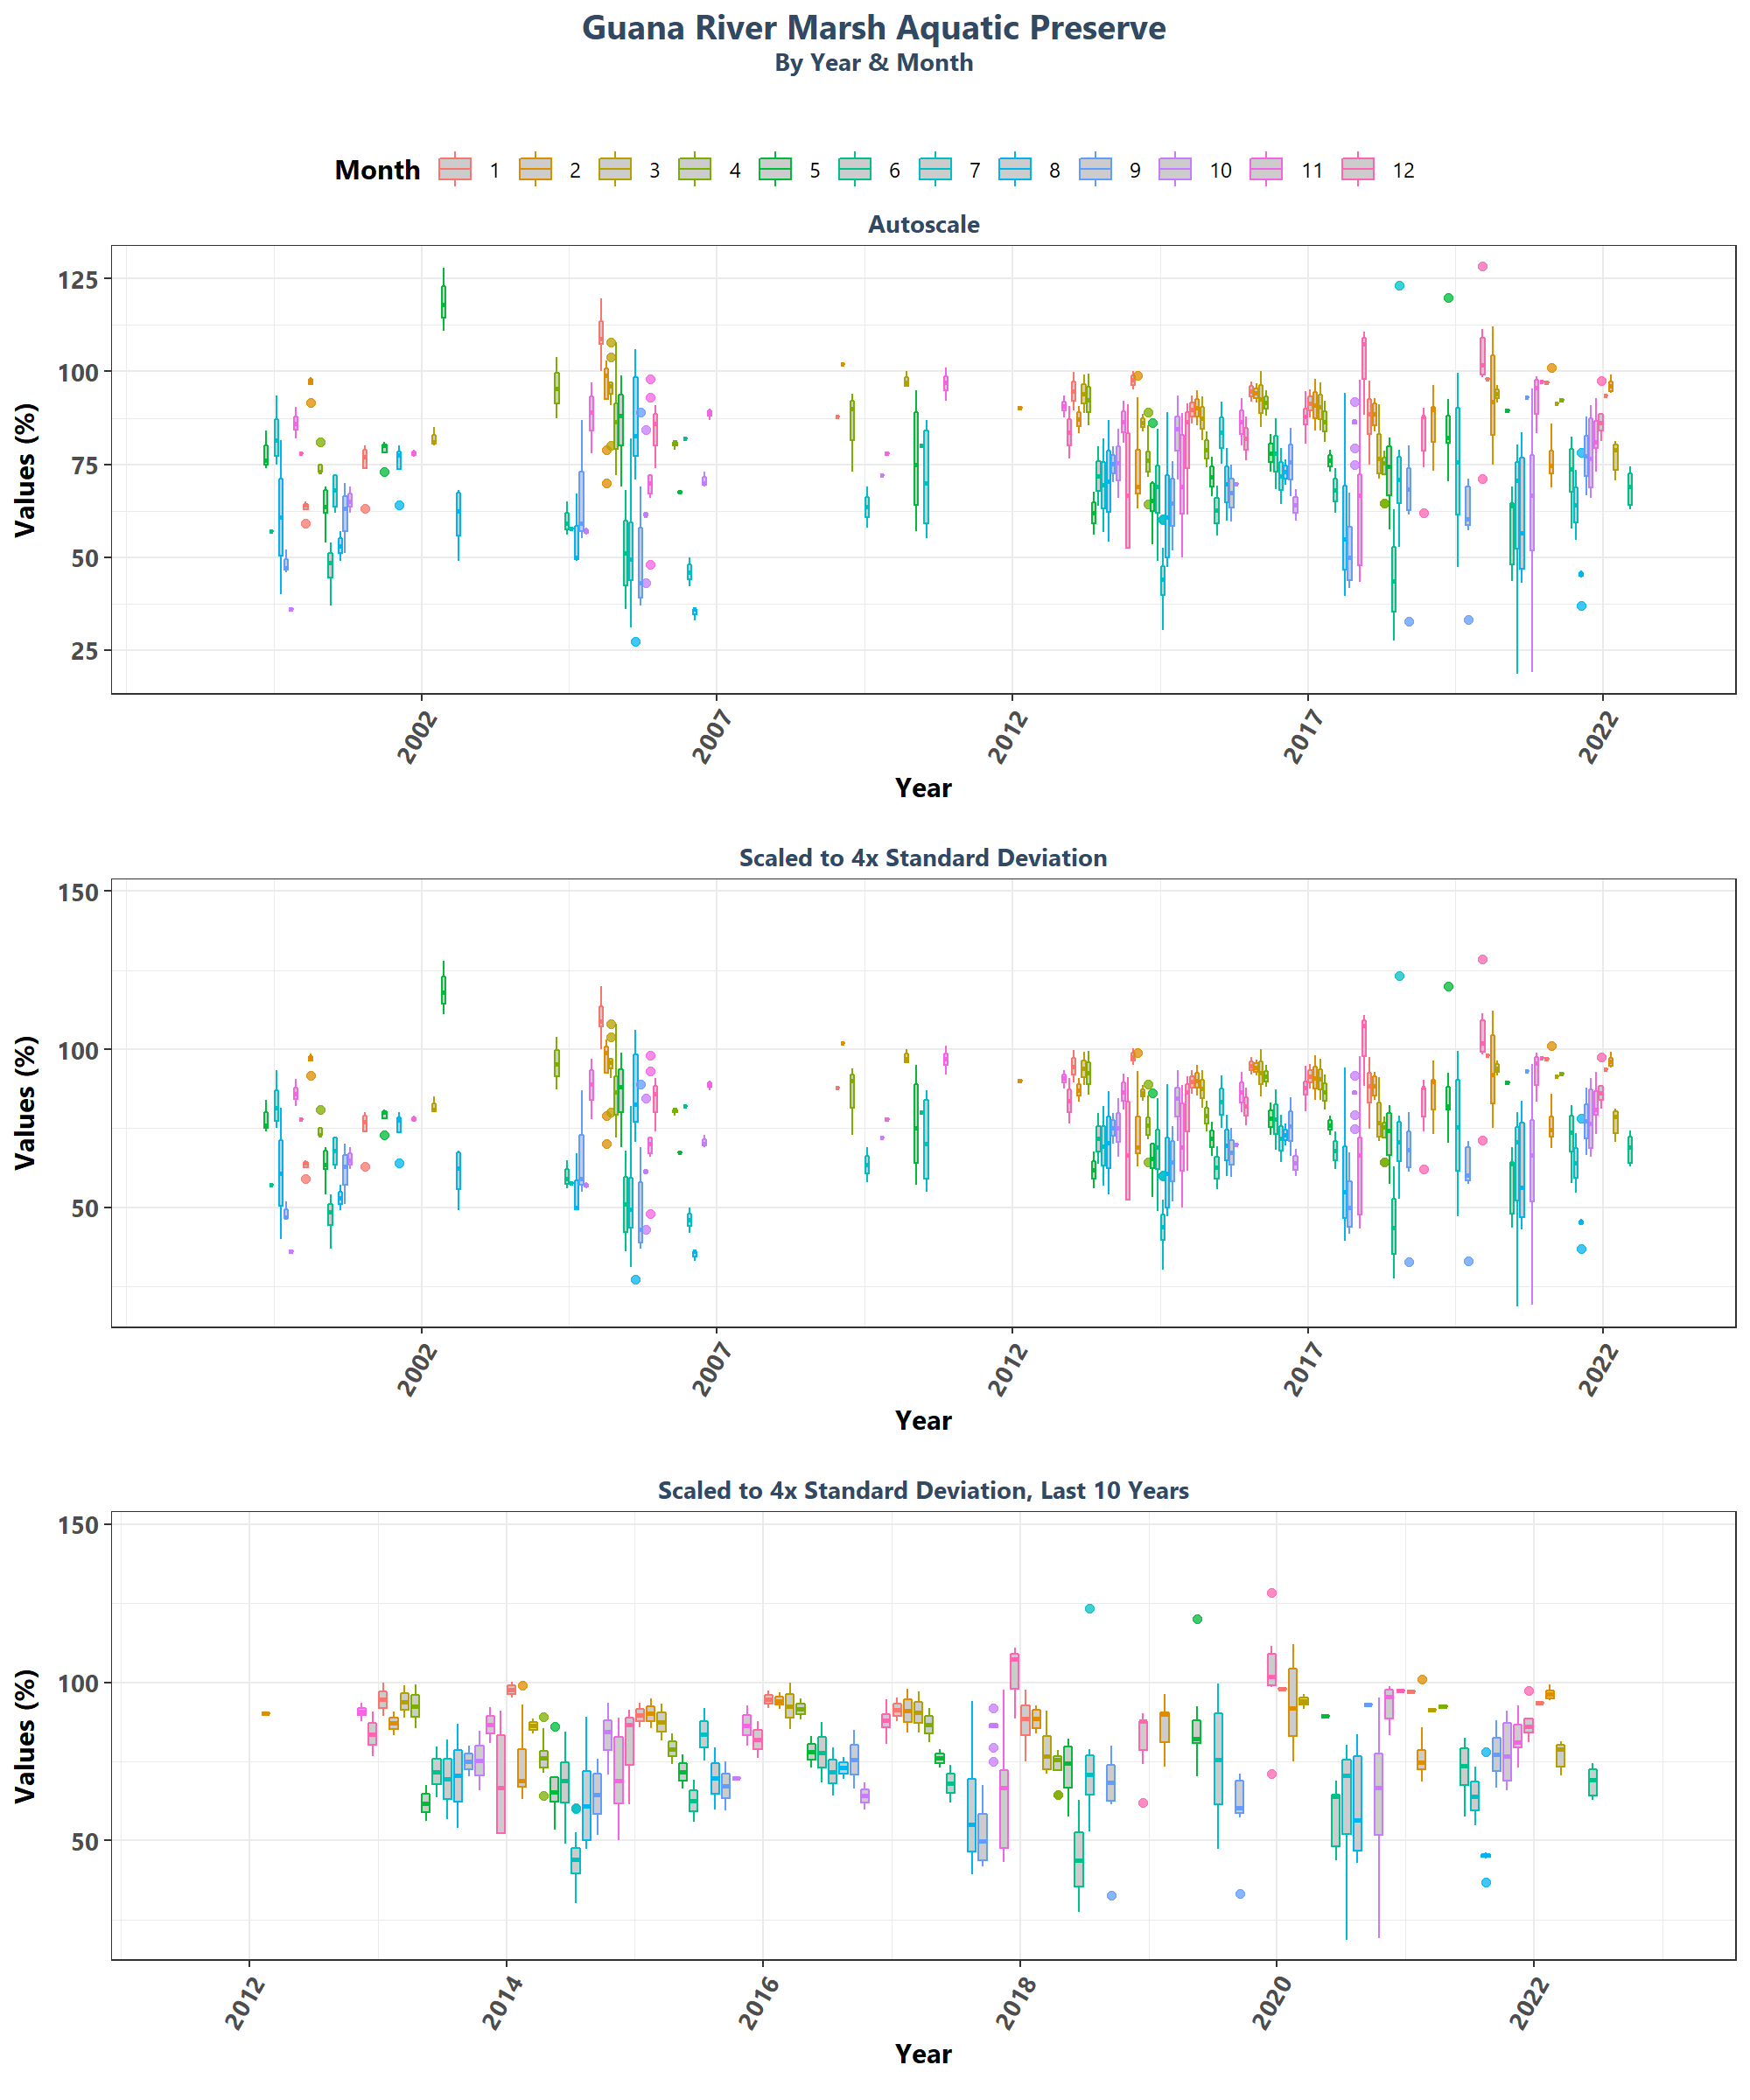 Guana River Marsh Aquatic Preserve
By Year & Month
Month 1 2 3 4 5 6 7 8 9 10 11 12
Autoscale
Values (%)
125
100
75
50
25
2002 2007 2012 2017 2022
Year
Scaled to 4x Standard Deviation
Values (%)
150
100
50
2002 2007 2012 2017 2022
Year
Scaled to 4x Standard Deviation, Last 10 Years
Values (%)
150
100
50
2012 2014 2016 2018 2020 2022
Year